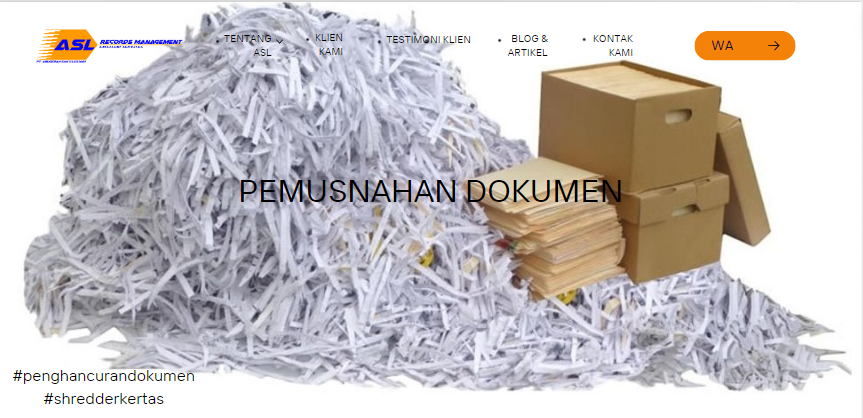 ASL RECORDS MANAGEMENT
TENTANG
ASL
KLIEN
KAMI
TESTIMONI KLIEN
BLOG &
ARTIKEL
KONTAK
KAMI
WA
PEMUSNAHAN DOKUMEN
#penghancurandokumen
#shredderkertas